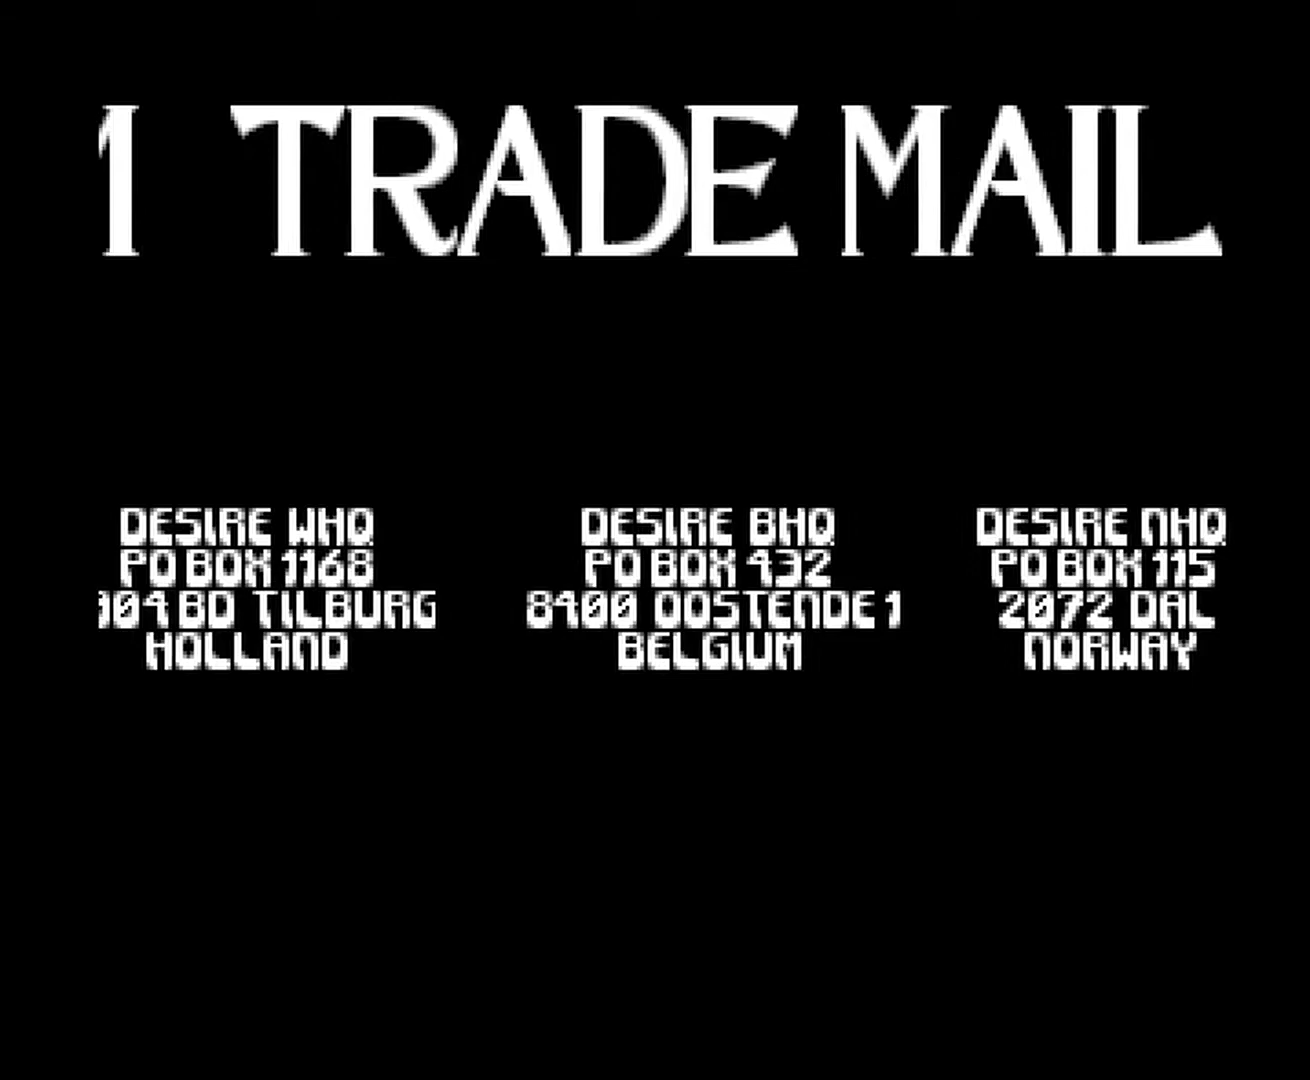 TRADE MAIL
DESIRE WHQ
PO BOX 1168
BD TILBURG
HOLLAND
DESIRE BHQ
PO BOX 432
8400 OOSTENDE 1
BELGIUM
DESIRE NHQ
PO BOX 115
2072 DAL
NORWAY